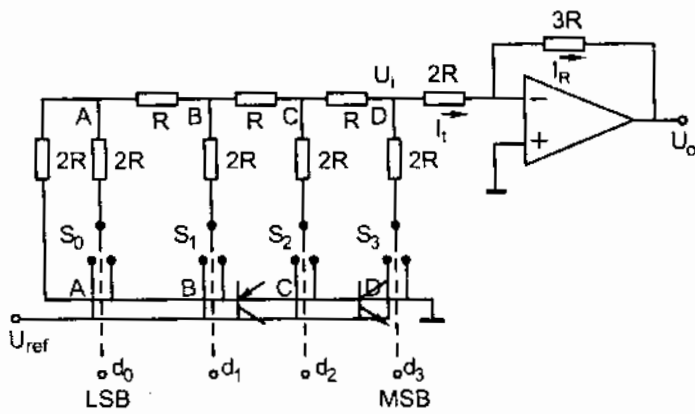 3R
I_R
U_i 2R
A R B R C R D
I_t
− +
U_o
2R 2R 2R 2R 2R
S_0 S_1 S_2 S_3
A B C D
U_ref
d_0 d_1 d_2 d_3
LSB MSB